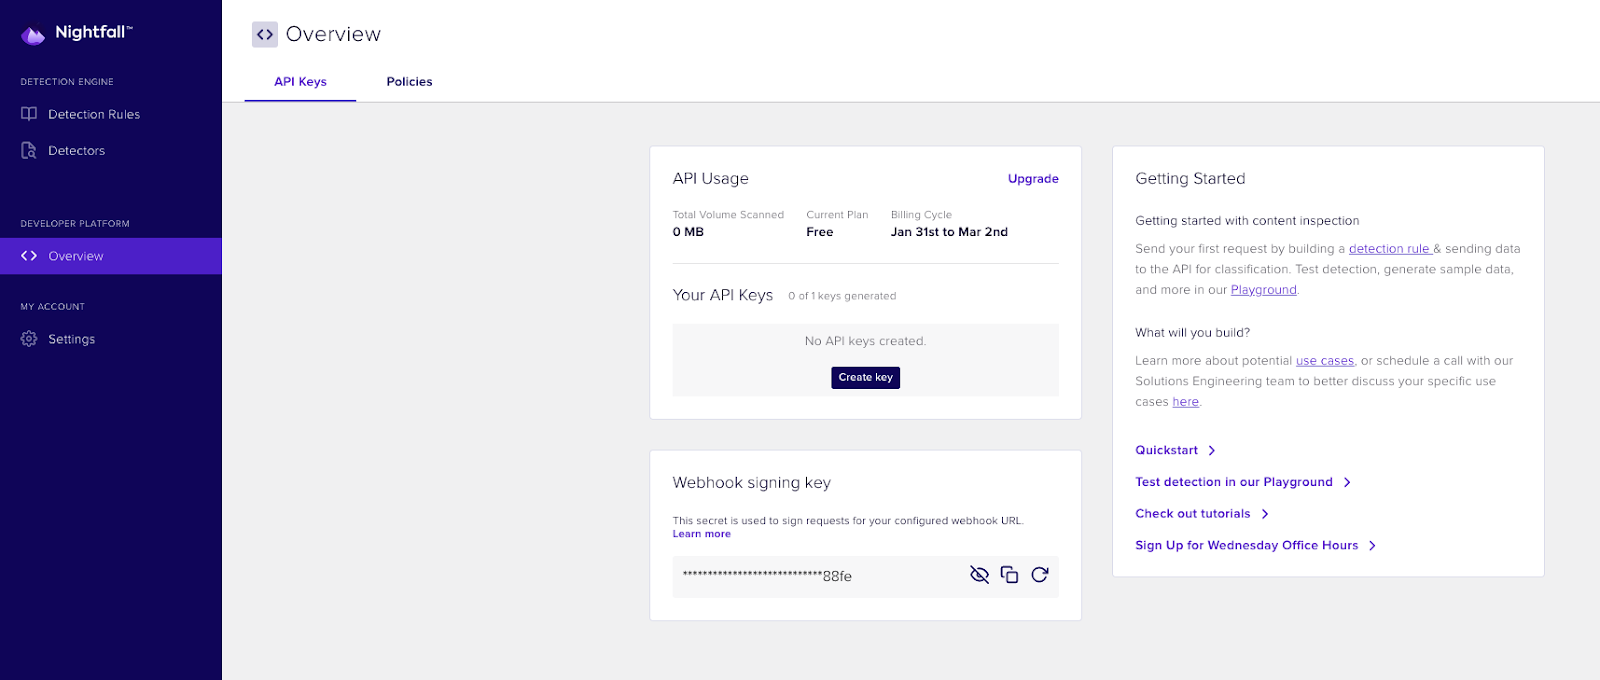 Nightfall™
DETECTION ENGINE
Detection Rules
Detectors
DEVELOPER PLATFORM
Overview
MY ACCOUNT
Settings
Overview
API Keys
Policies
API Usage
Upgrade
Total Volume Scanned
0 MB
Current Plan
Free
Billing Cycle
Jan 31st to Mar 2nd
Your API Keys
0 of 1 keys generated
No API keys created.
Create key
Webhook signing key
This secret is used to sign requests for your configured webhook URL.
Learn more
****************************88fe
Getting Started
Getting started with content inspection
Send your first request by building a detection rule & sending data
to the API for classification. Test detection, generate sample data,
and more in our Playground.
What will you build?
Learn more about potential use cases, or schedule a call with our
Solutions Engineering team to better discuss your specific use
cases here.
Quickstart
Test detection in our Playground
Check out tutorials
Sign Up for Wednesday Office Hours